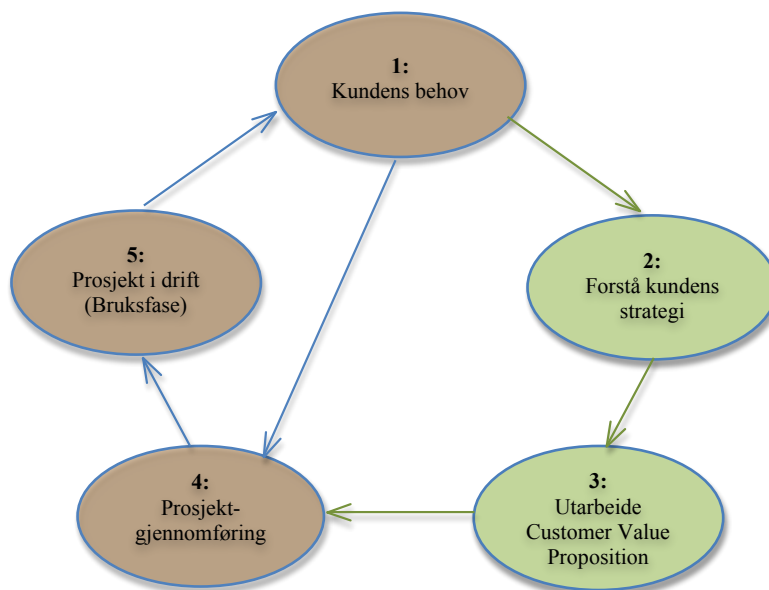 1:
Kundens behov
2:
Forstå kundens
strategi
3:
Utarbeide
Customer Value
Proposition
4:
Prosjekt-
gjennomføring
5:
Prosjekt i drift
(Bruksfase)